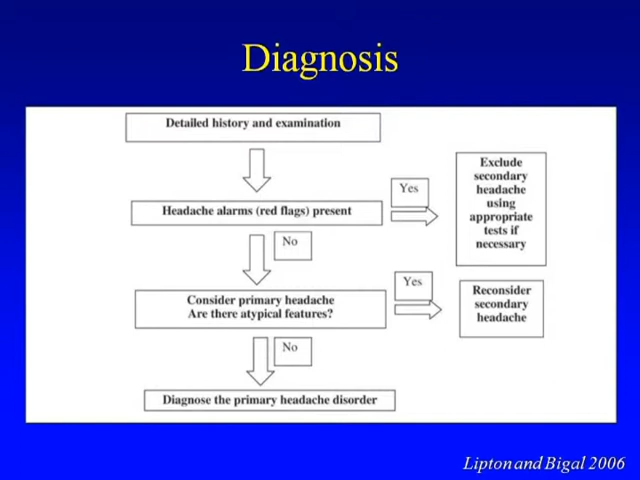 Diagnosis
Detailed history and examination
Headache alarms (red flags) present
Yes
Exclude
secondary
headache
using
appropriate
tests if
necessary
No
Consider primary headache
Are there atypical features?
Yes
Reconsider
secondary
headache
No
Diagnose the primary headache disorder
Lipton and Bigal 2006